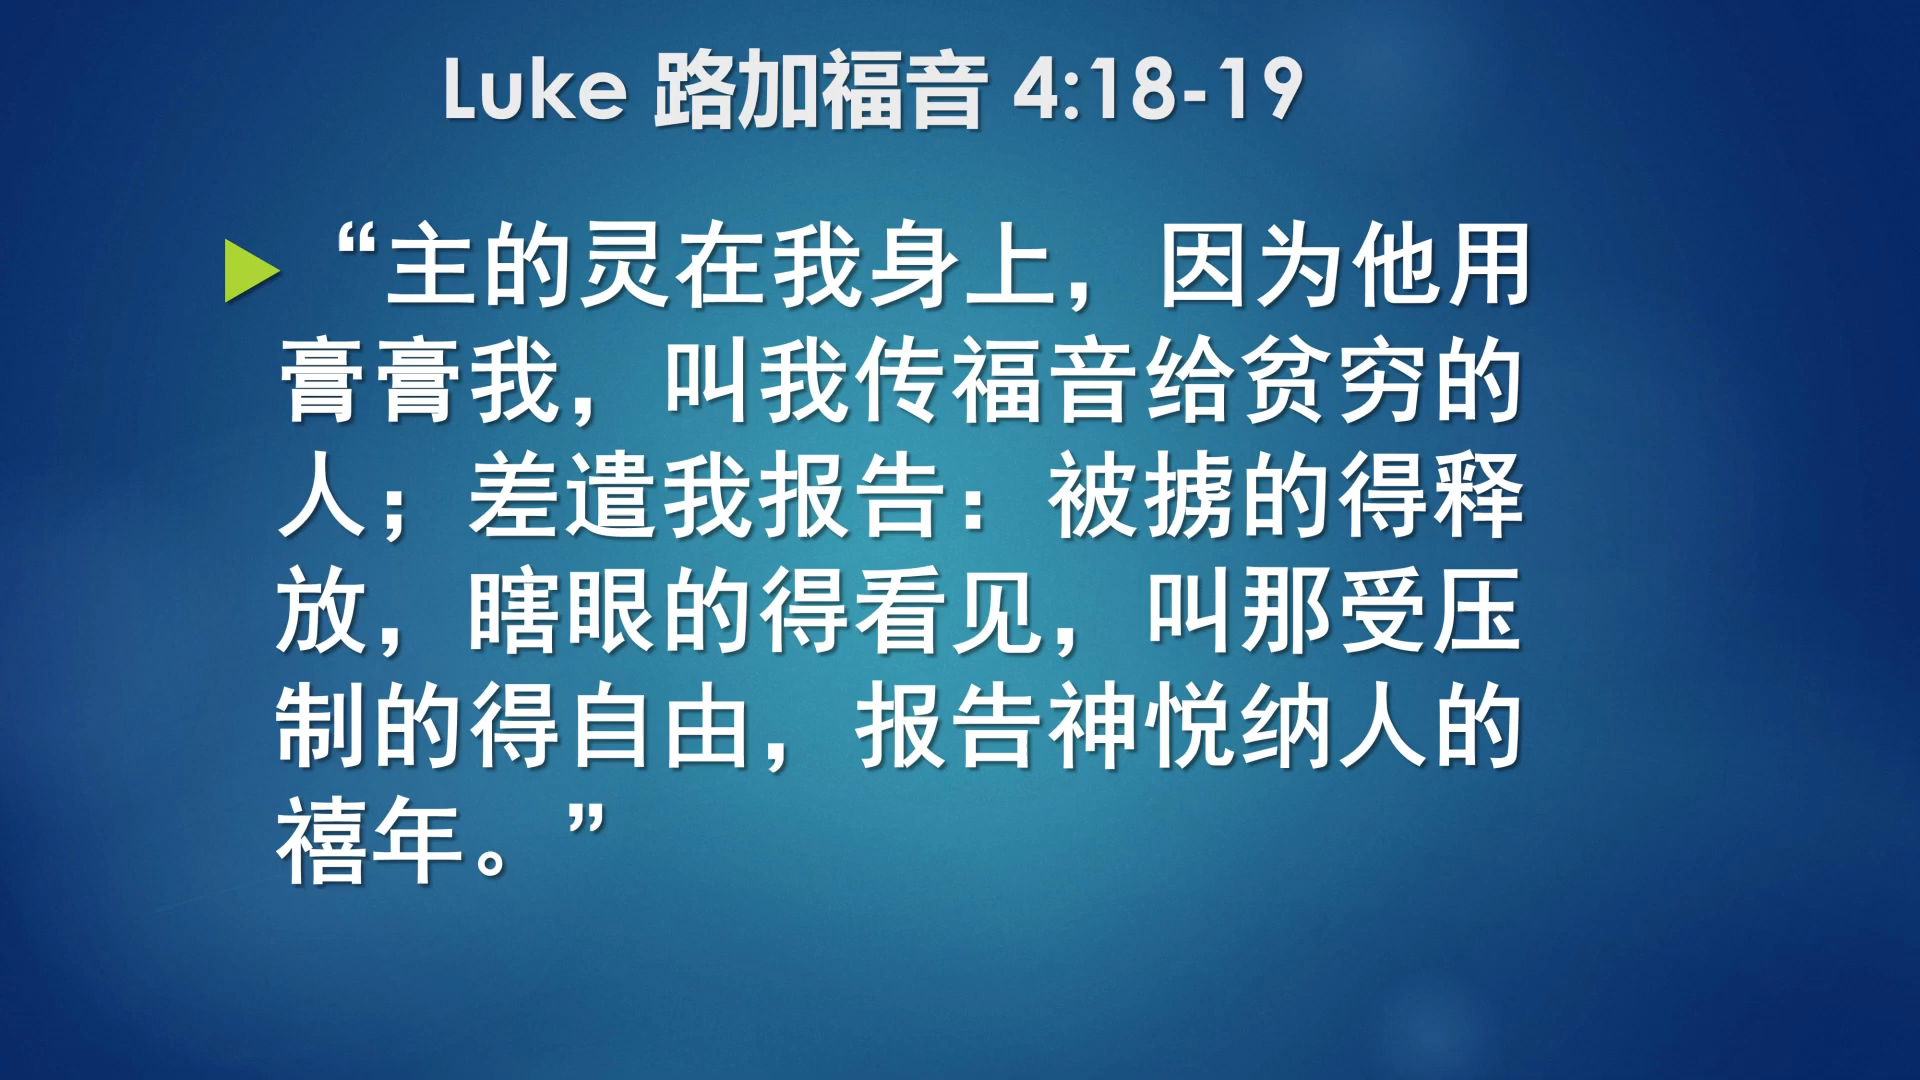 Luke 路加福音 4:18-19
“主的灵在我身上，因为他用
膏膏我，叫我传福音给贫穷的
人；差遣我报告：被掳的得释
放，瞎眼的得看见，叫那受压
制的得自由，报告神悦纳人的
禧年。”